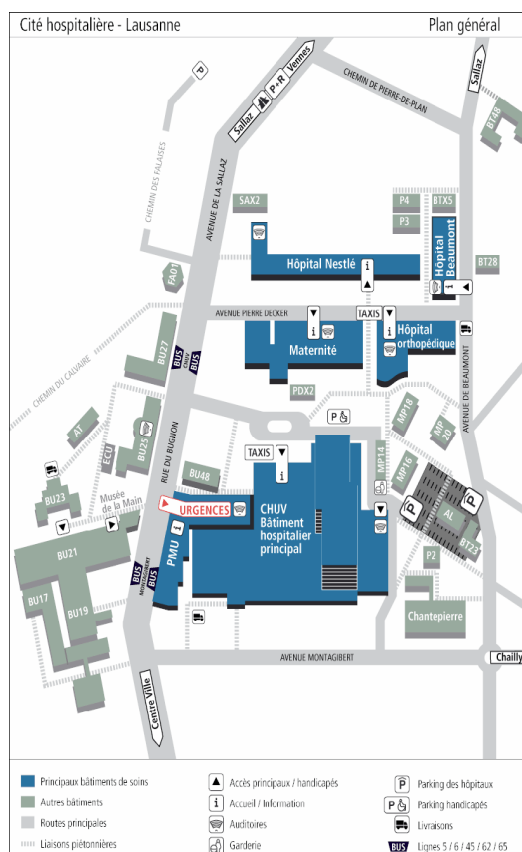 Cité hospitalière - Lausanne
Plan général
Sallaz
P+R
Vennes
Sallaz
CHEMIN DE PIERRE-DE-PLAN
BT48
P
CHEMIN DES FALAISES
AVENUE DE LA SALLAZ
SAX2
P4
BTX5
P3
Hôpital Nestlé
i
Hôpital
Beaumont
i
BT28
FA01
AVENUE PIERRE DECKER
TAXIS
i
Maternité
i
Hôpital
orthopédique
BU27
BUS
CHUV
BUS
CHEMIN DU CALVAIRE
AVENUE DE BEAUMONT
PDX2
MP18
MP
20
P
AT
ECU
BU25
RUE DU BUGNON
TAXIS
i
MP14
MP16
BU48
BU23
Musée
de la Main
URGENCES
CHUV
Bâtiment
hospitalier
principal
P
P
AL
BT23
P2
BU21
PMU
i
BU17
BU19
BUS
MONTAGIBERT
BUS
Chantepierre
AVENUE MONTAGIBERT
Chailly
Centre Ville
Principaux bâtiments de soins
Autres bâtiments
Routes principales
Liaisons piétonnières
Accès principaux / handicapés
i
Accueil / Information
Auditoires
Garderie
P
Parking des hôpitaux
P
Parking handicapés
Livraisons
BUS
Lignes 5 / 6 / 45 / 62 / 65